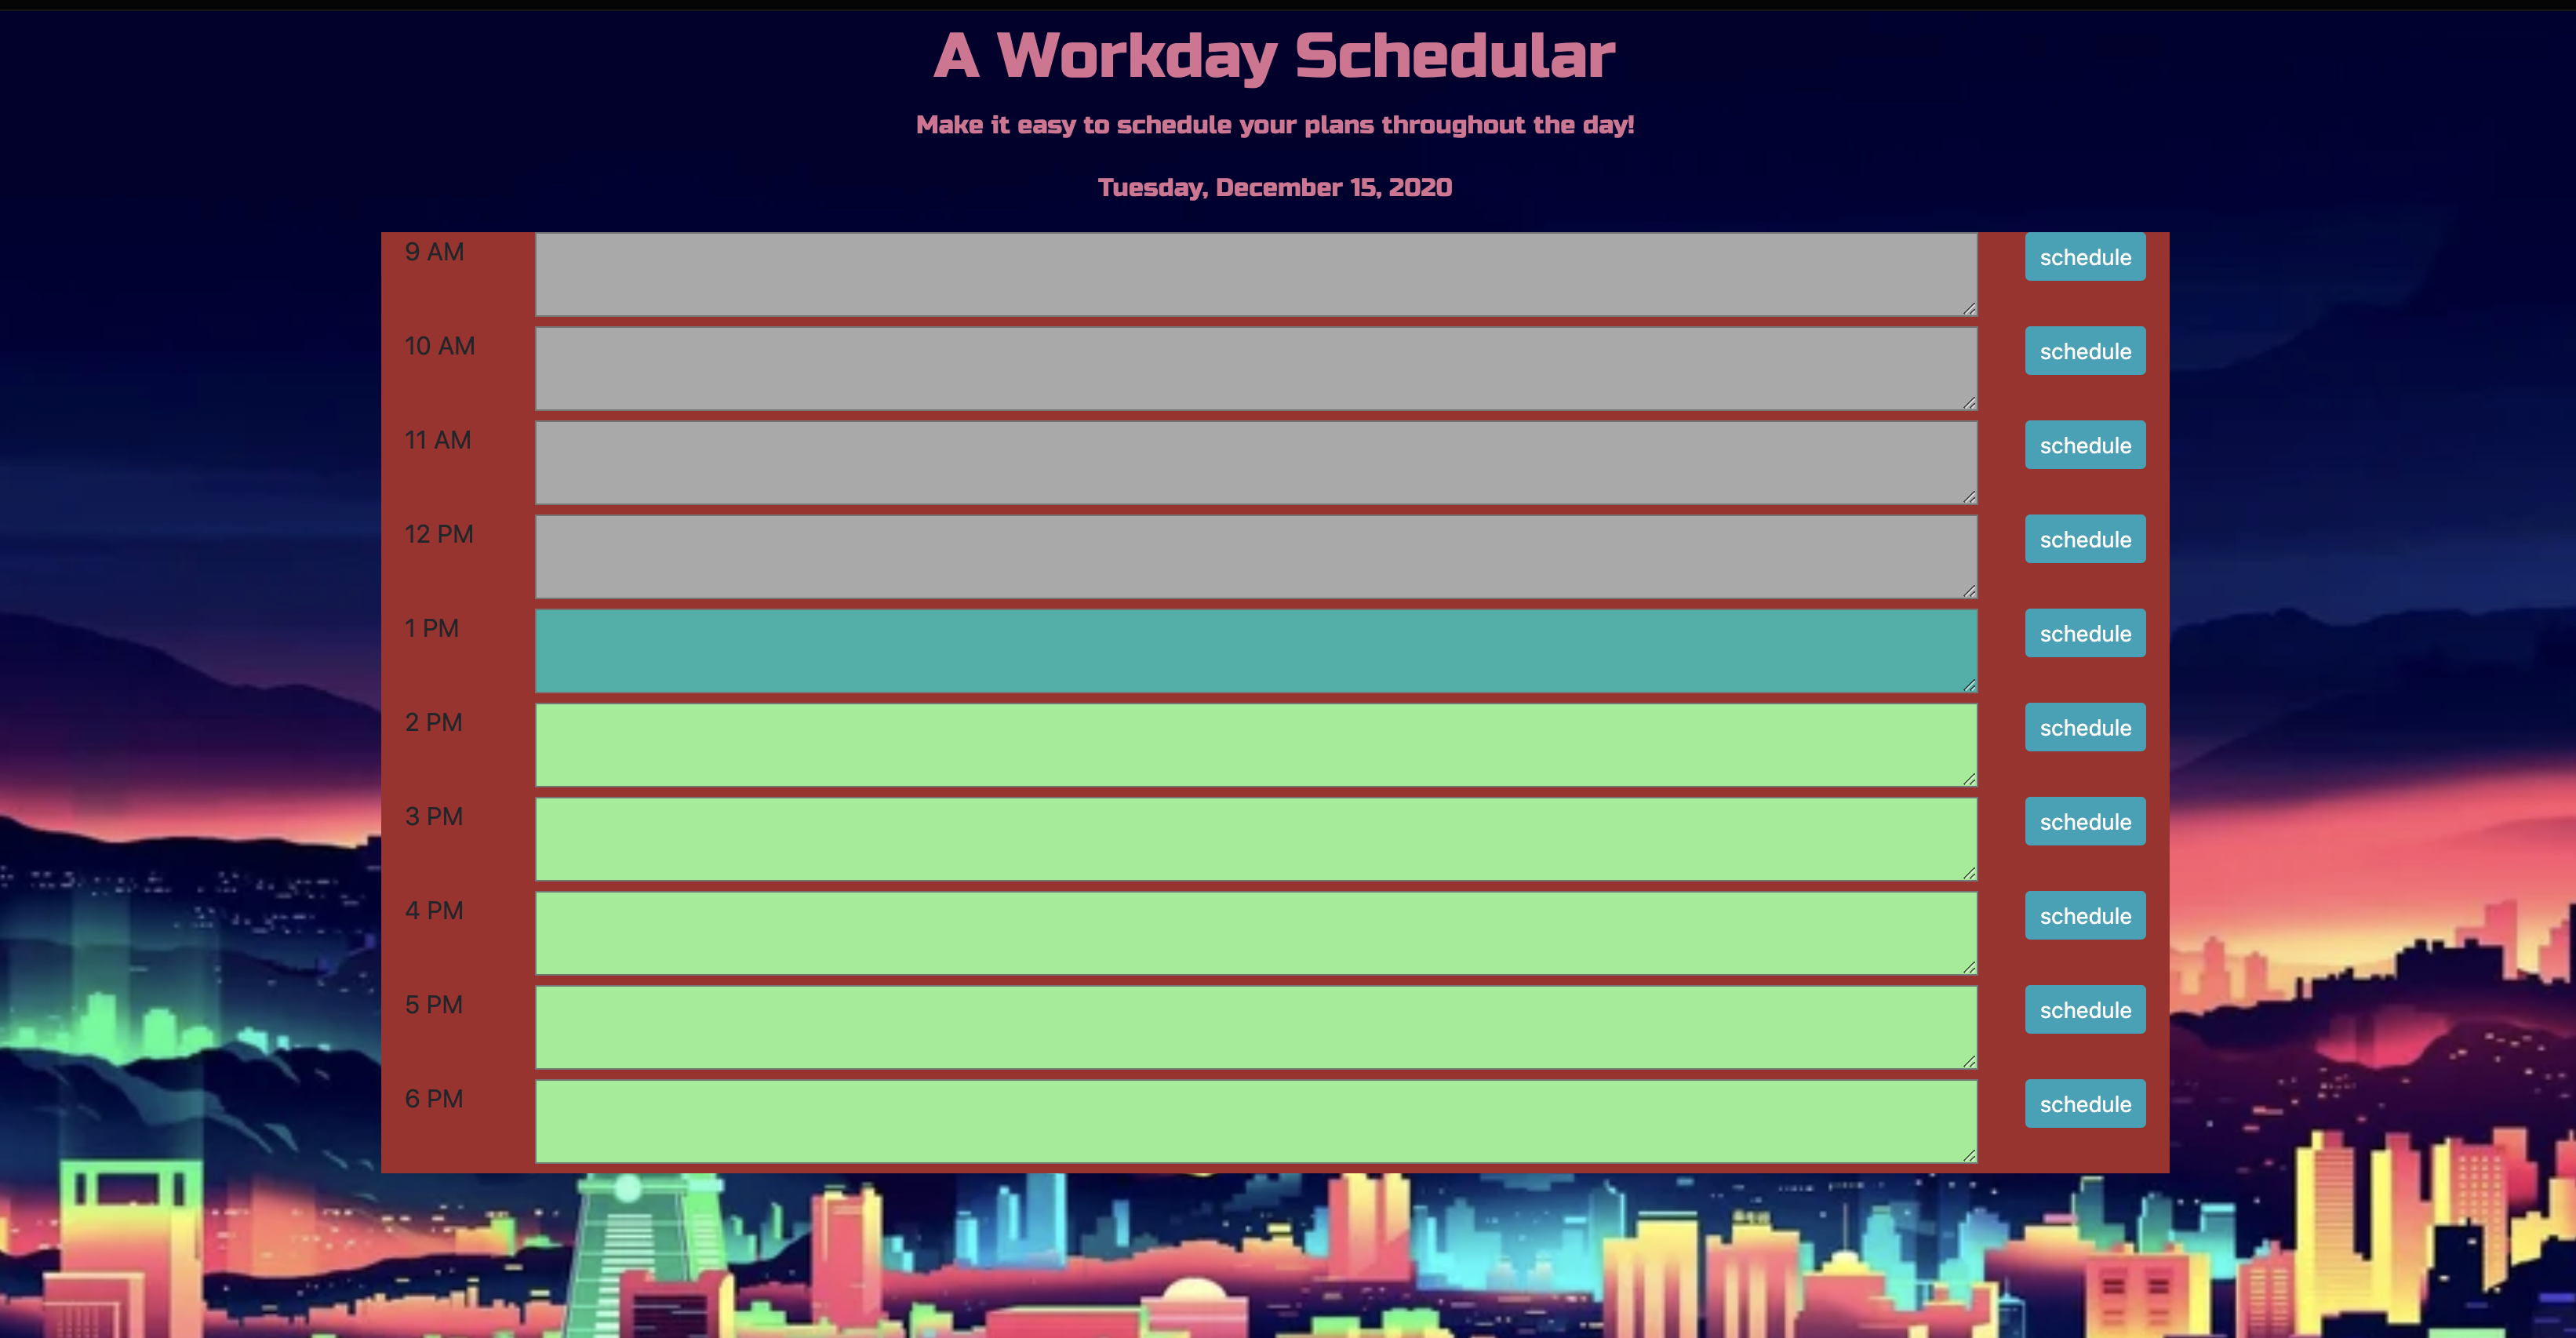 A Workday Schedular
Make it easy to schedule your plans throughout the day!
Tuesday, December 15, 2020
9 AM schedule
10 AM schedule
11 AM schedule
12 PM schedule
1 PM schedule
2 PM schedule
3 PM schedule
4 PM schedule
5 PM schedule
6 PM schedule